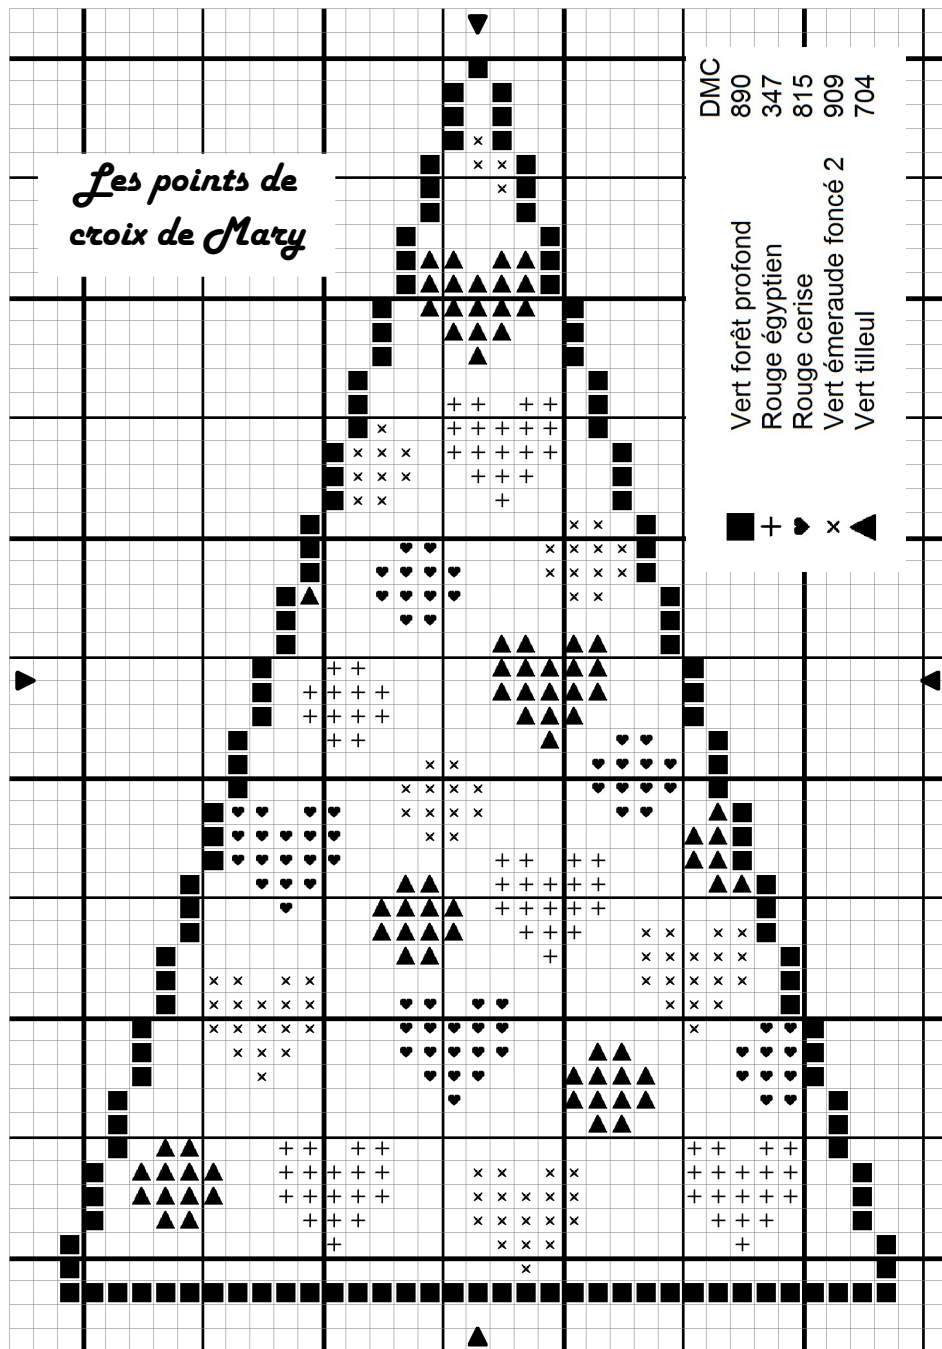 Les points de
croix de Mary
DMC
Vert forêt profond 890
Rouge égyptien 347
Rouge cerise 815
Vert émeraude foncé 2 909
Vert tilleul 704